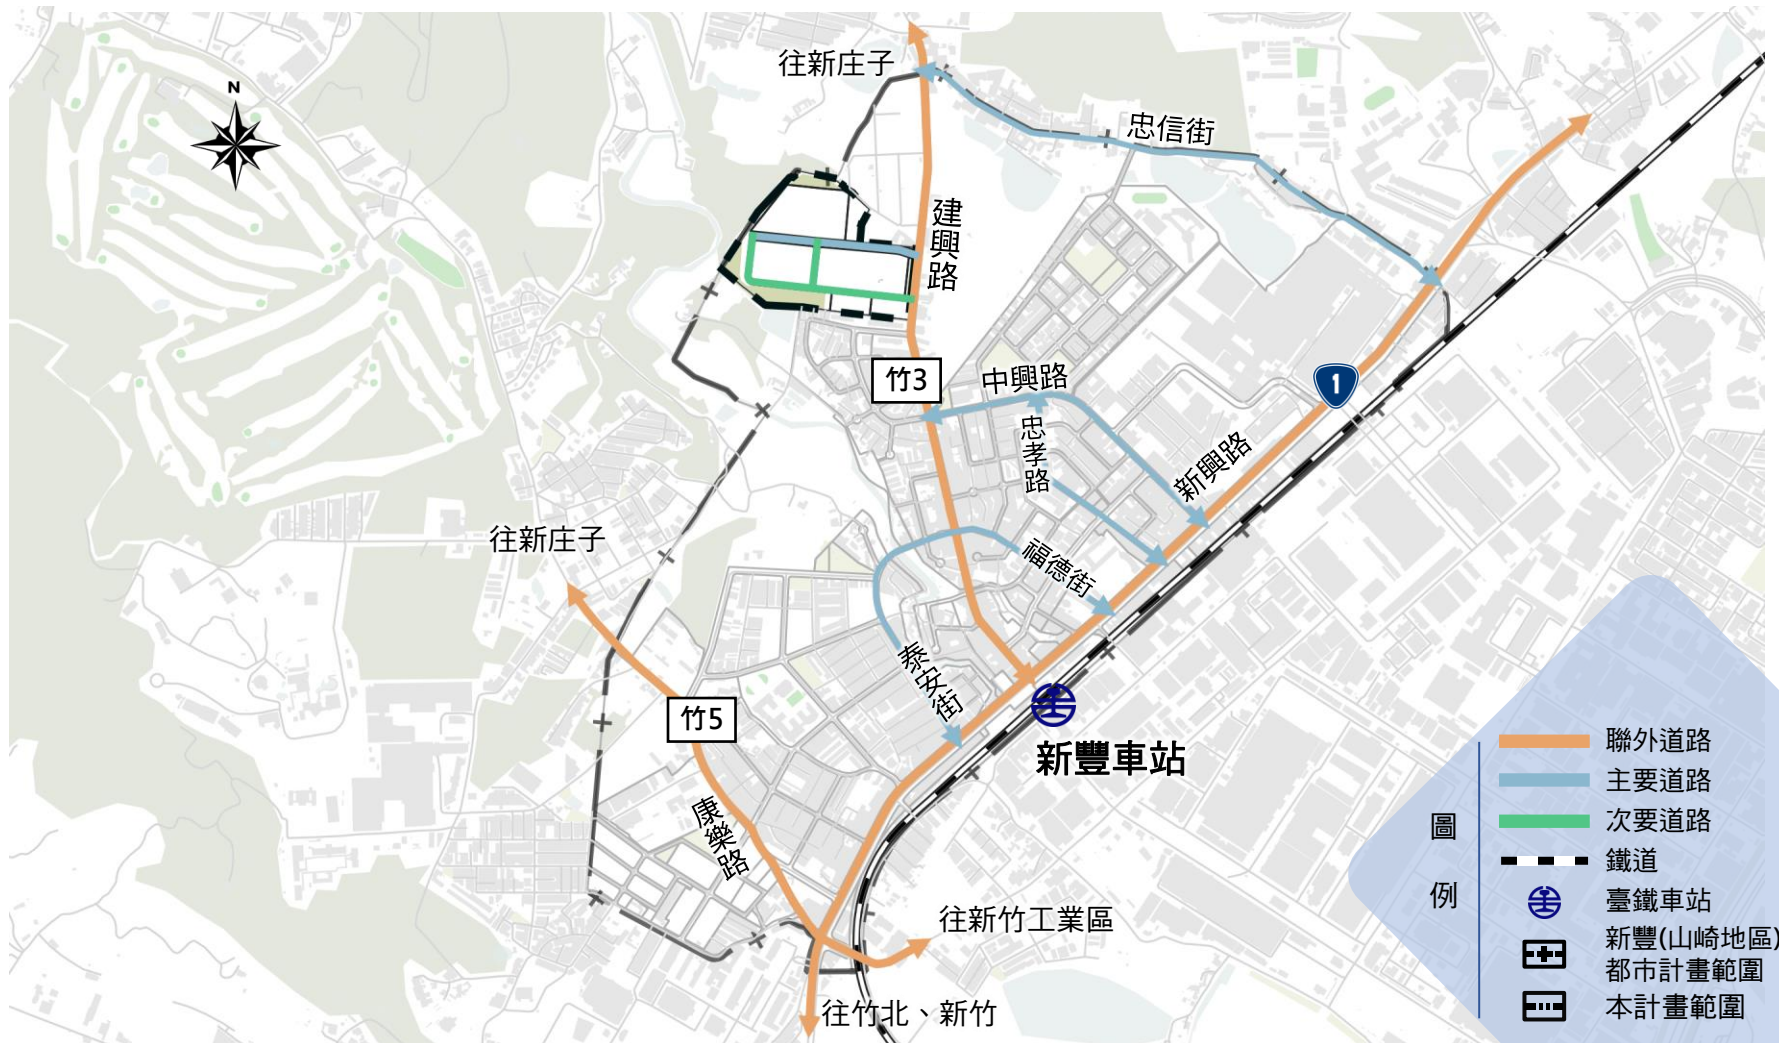 N
往新庄子
忠信街
建興路
竹3
中興路
忠孝路
1
新興路
往新庄子
福德街
泰安街
竹5
新豐車站
康樂路
往新竹工業區
往竹北、新竹
圖例
聯外道路
主要道路
次要道路
鐵道
臺鐵車站
新豐(山崎地區)
都市計畫範圍
本計畫範圍